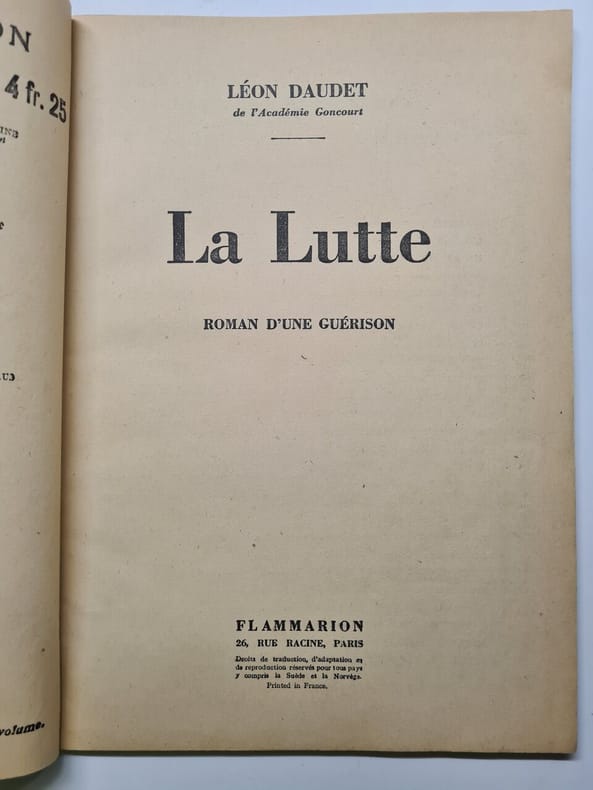 ON
4 fr. 25
volume.
LÉON DAUDET
de l'Académie Goncourt
La Lutte
ROMAN D'UNE GUÉRISON
FLAMMARION
26, RUE RACINE, PARIS
Droits de traduction, d'adaptation et
de reproduction réservés pour tous pays
y compris la Suède et la Norvège.
Printed in France.